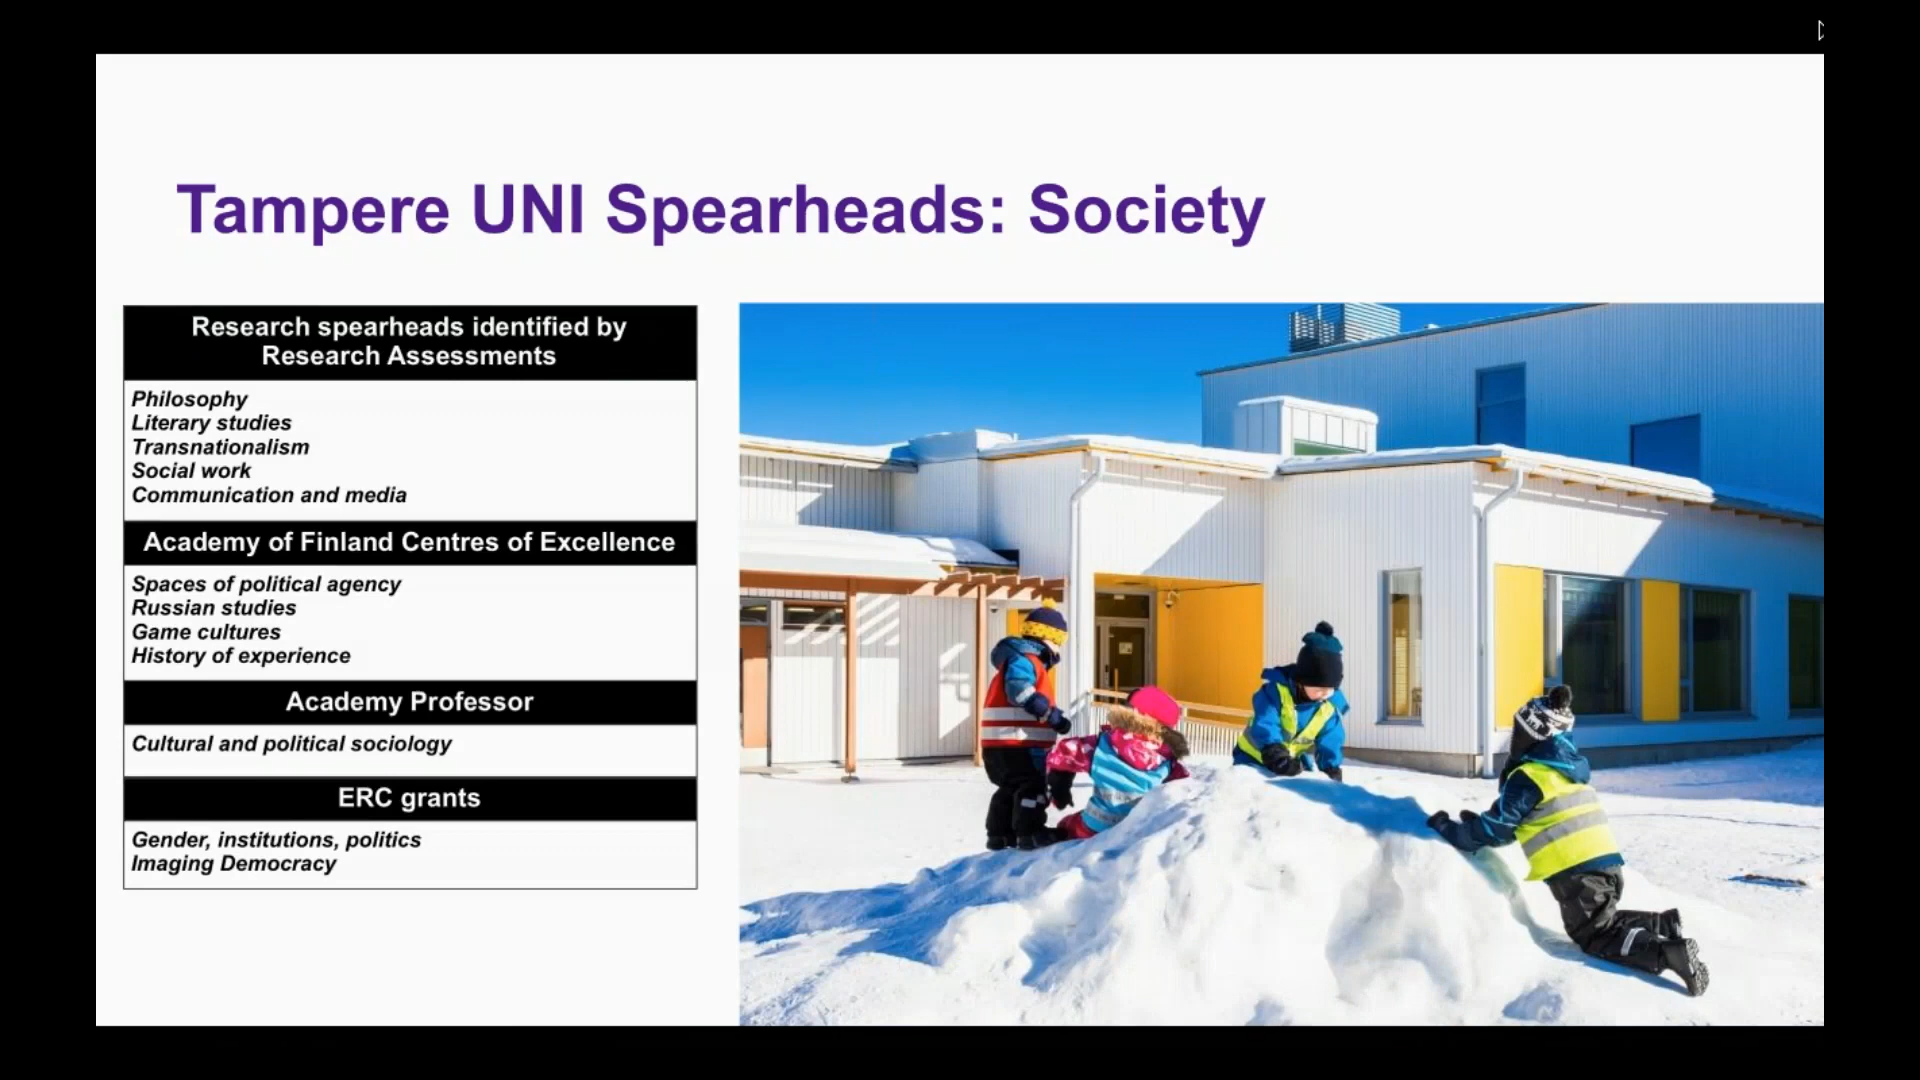 Tampere UNI Spearheads: Society
Research spearheads identified by
Research Assessments
Philosophy
Literary studies
Transnationalism
Social work
Communication and media
Academy of Finland Centres of Excellence
Spaces of political agency
Russian studies
Game cultures
History of experience
Academy Professor
Cultural and political sociology
ERC grants
Gender, institutions, politics
Imaging Democracy